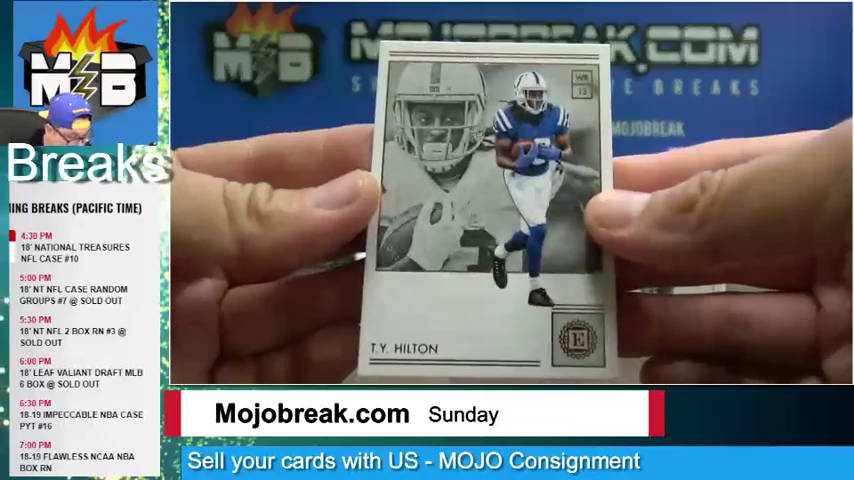 MOJOBREAK.COM
MOJOBREAK
WR
13
T.Y. HILTON
E
Breaks
ING BREAKS (PACIFIC TIME)
4:30 PM
18' NATIONAL TREASURES
NFL CASE #10
5:00 PM
18' NT NFL CASE RANDOM
GROUPS #7 @ SOLD OUT
5:30 PM
18' NT NFL 2 BOX RN #3 @
SOLD OUT
6:00 PM
18' LEAF VALIANT DRAFT MLB
6 BOX @ SOLD OUT
6:30 PM
18-19 IMPECCABLE NBA CASE
PYT #16
7:00 PM
18-19 FLAWLESS NCAA NBA
BOX RN
Mojobreak.com Sunday
Sell your cards with US - MOJO Consignment